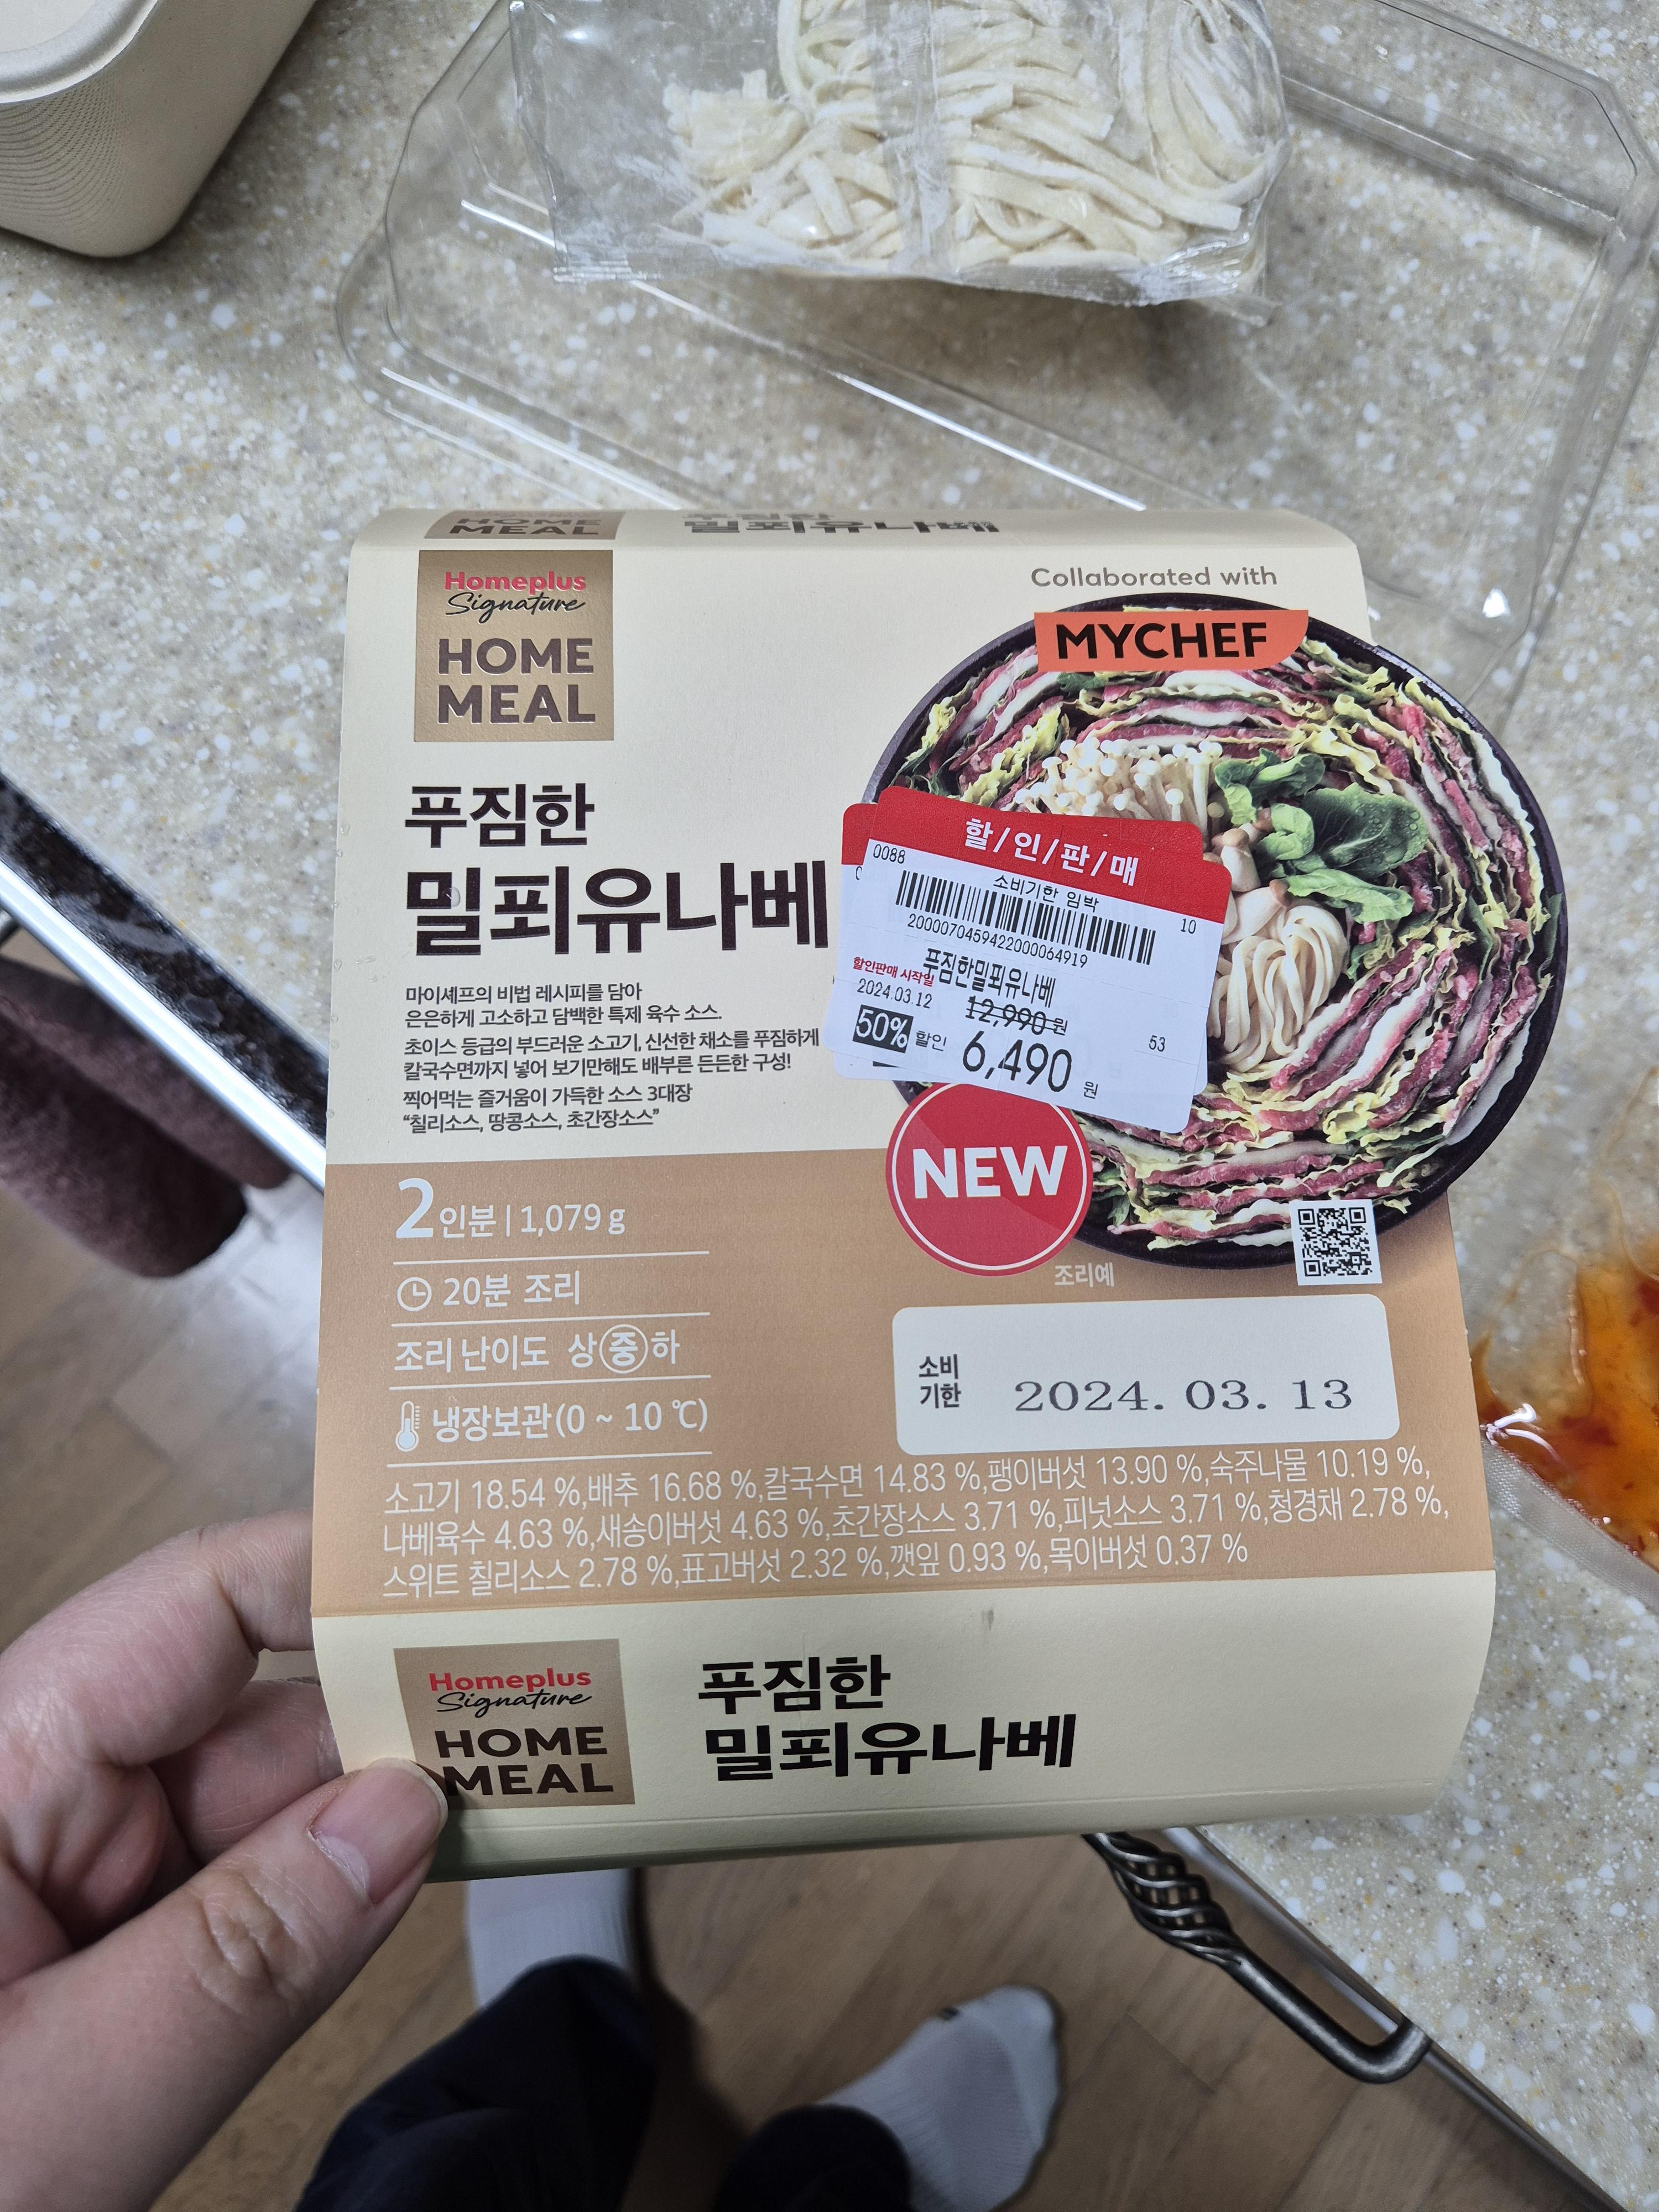 HOME
MEAL
푸짐한
밀푀유나베
Homeplus
Signature
HOME
MEAL
Collaborated with
MYCHEF
푸짐한
밀푀유나베
마이셰프의 비법 레시피를 담아
은은하게 고소하고 담백한 특제 육수 소스.
초이스 등급의 부드러운 소고기, 신선한 채소를 푸짐하게
칼국수면까지 넣어 보기만해도 배부른 든든한 구성!
찍어먹는 즐거움이 가득한 소스 3대장
“칠리소스, 땅콩소스, 초간장소스”
할/인/판/매
0088
소비기한 임박
10
2000070459422000064919
푸짐한밀푀유나베
할인판매 시작일
2024.03.12
12,990원
50% 할인
6,490 원
53
NEW
조리예
2인분 | 1,079 g
20분 조리
조리 난이도 상 중 하
냉장보관(0 ~ 10 ℃)
소비
기한
2024. 03. 13
소고기 18.54 %,배추 16.68 %,칼국수면 14.83 %,팽이버섯 13.90 %,숙주나물 10.19 %,
나베육수 4.63 %,새송이버섯 4.63 %,초간장소스 3.71 %,피넛소스 3.71 %,청경채 2.78 %,
스위트 칠리소스 2.78 %,표고버섯 2.32 %,깻잎 0.93 %,목이버섯 0.37 %
Homeplus
Signature
HOME
MEAL
푸짐한
밀푀유나베